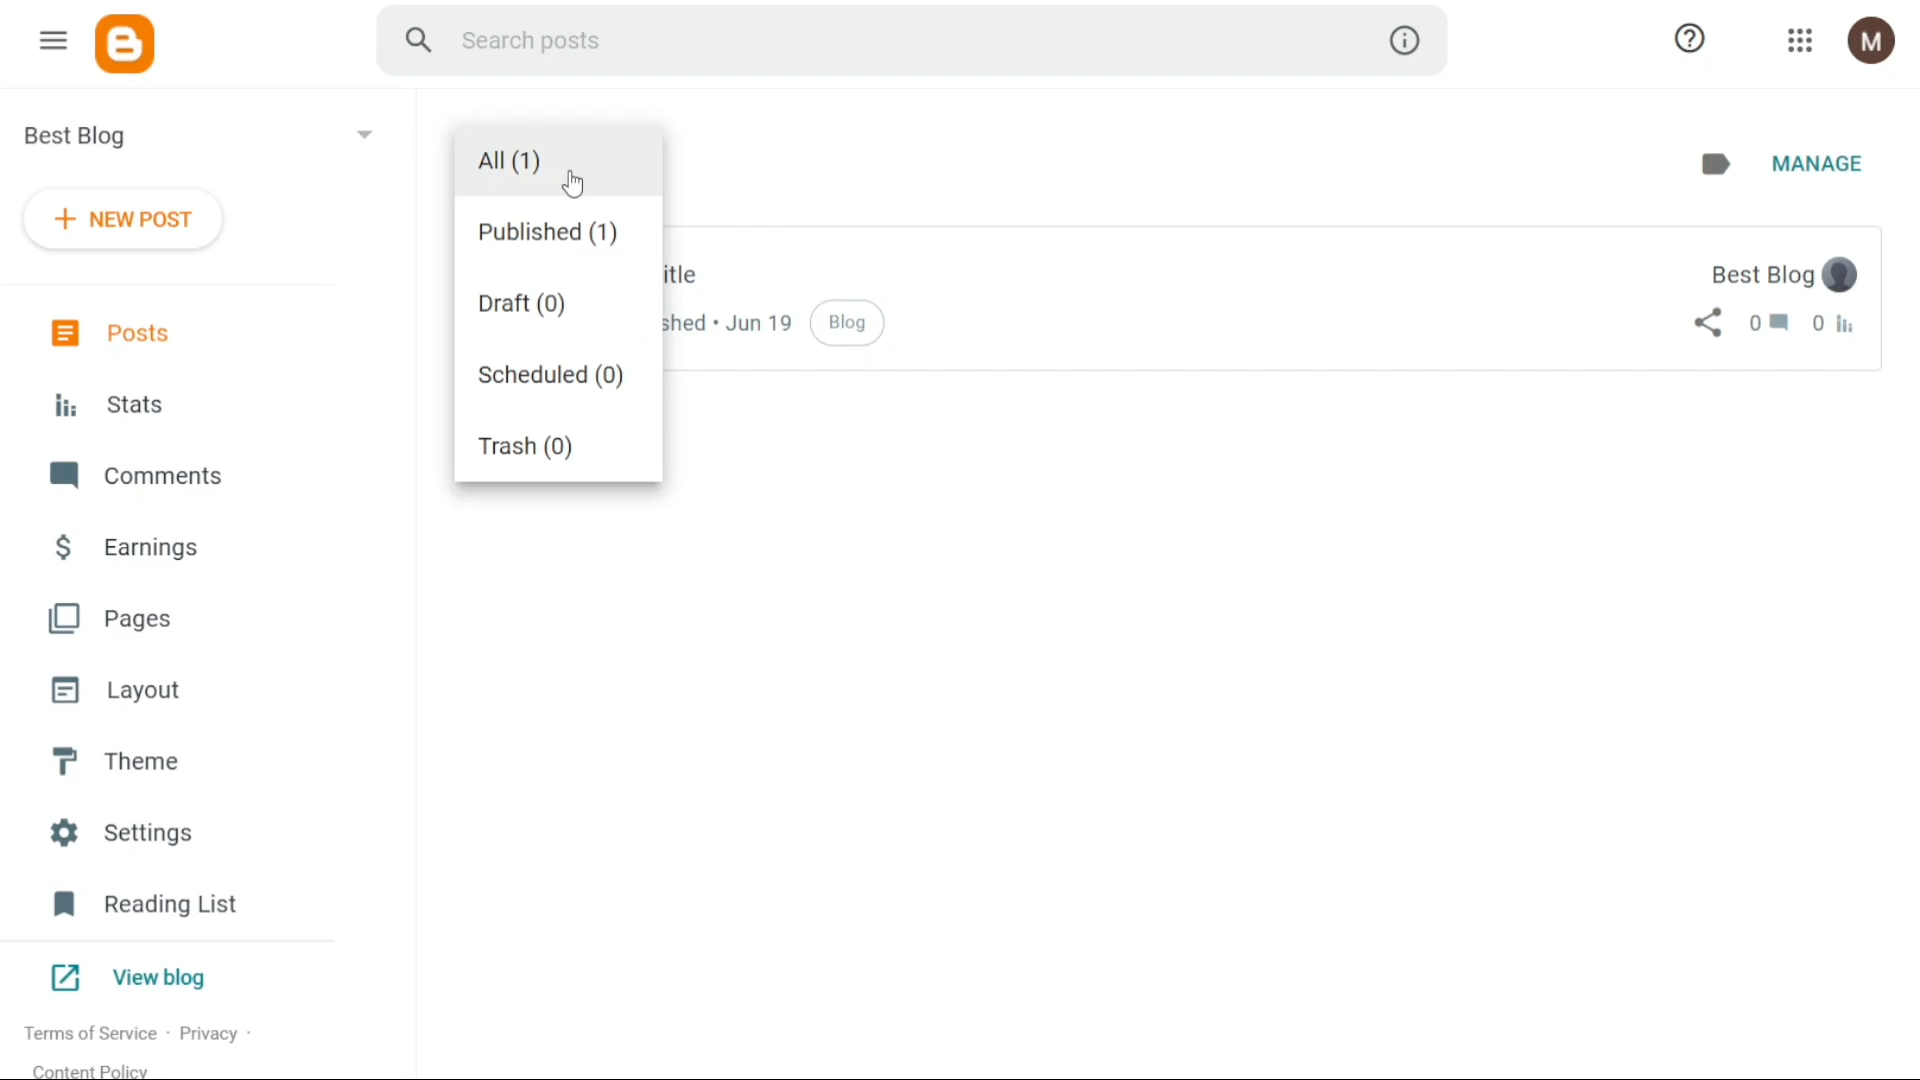 Search posts
M
Best Blog
NEW POST
Posts
Stats
Comments
Earnings
Pages
Layout
Theme
Settings
Reading List
View blog
Terms of Service · Privacy ·
Content Policy
All (1)
Published (1)
Draft (0)
Scheduled (0)
Trash (0)
MANAGE
itle
shed • Jun 19 Blog
Best Blog
0 0